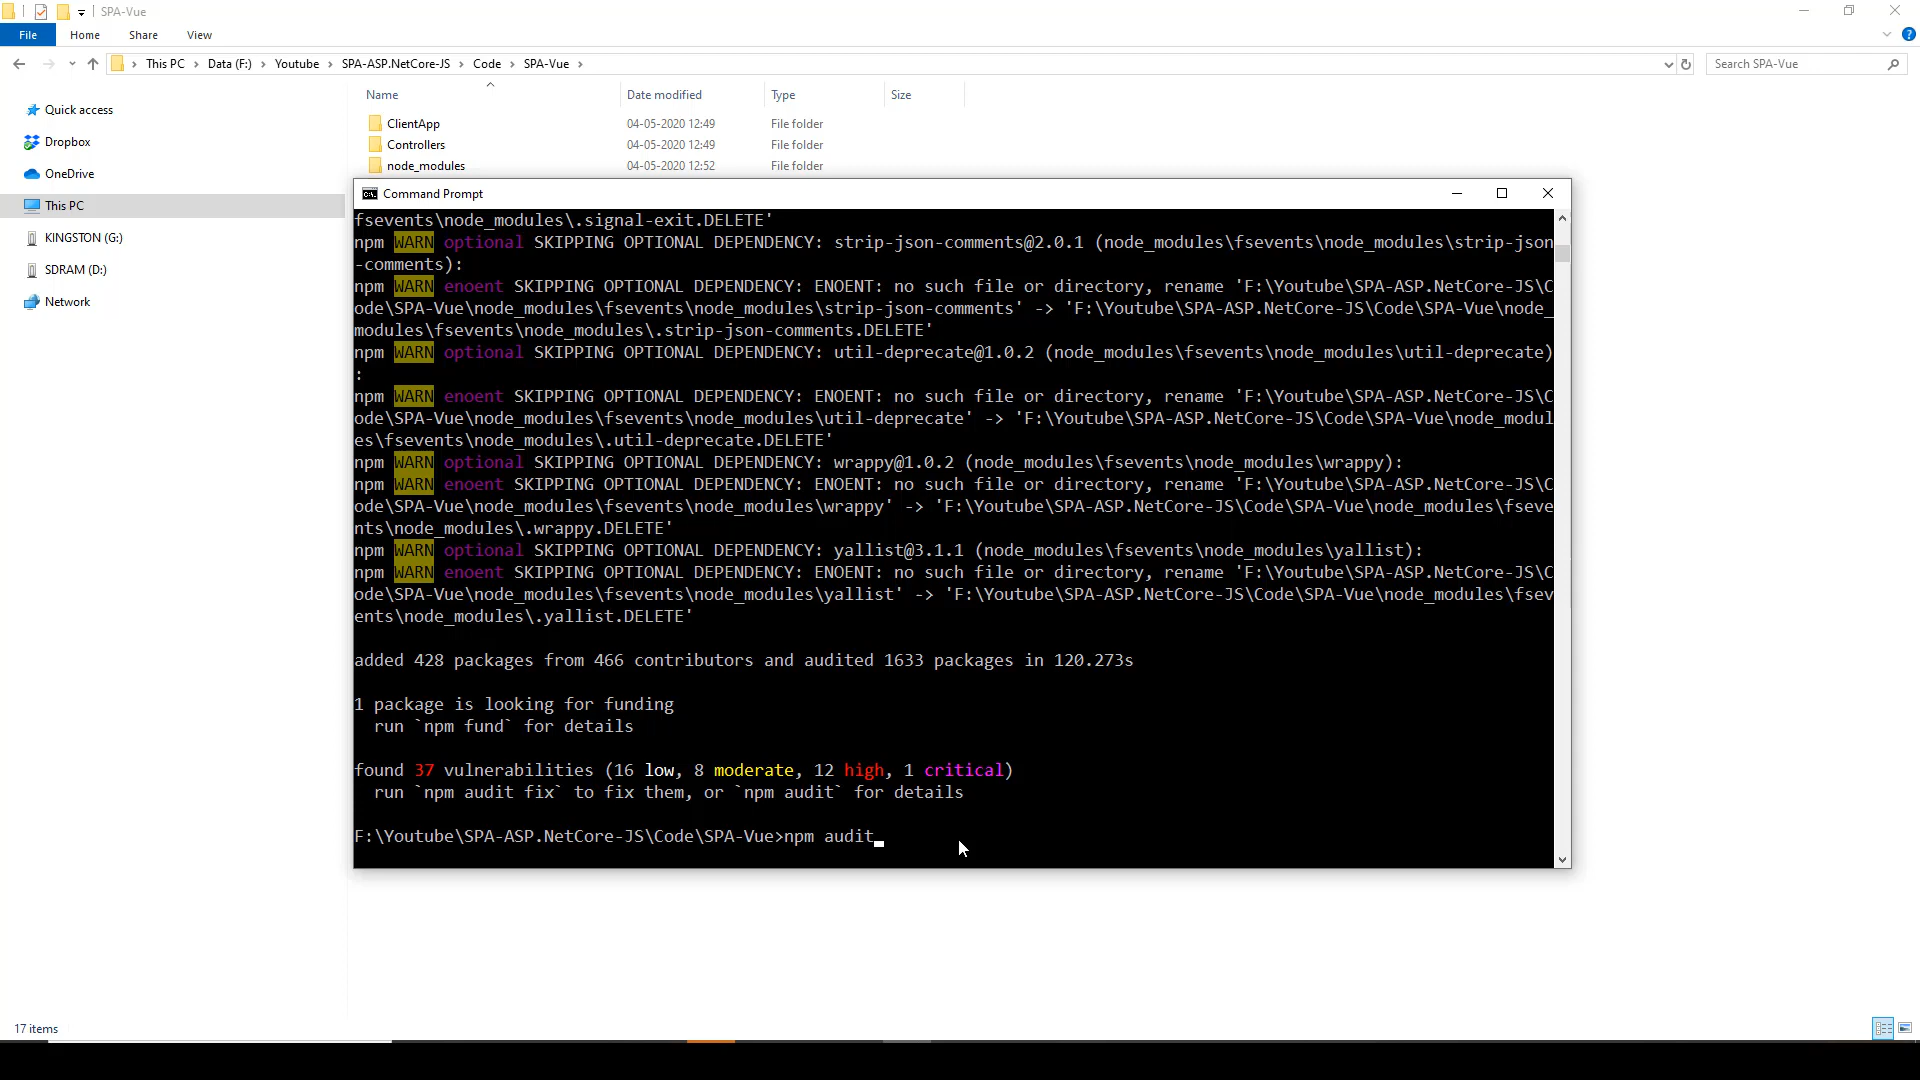 SPA-Vue
File Home Share View
This PC > Data (F:) > Youtube > SPA-ASP.NetCore-JS > Code > SPA-Vue >
Search SPA-Vue
Name Date modified Type Size
Quick access
Dropbox
OneDrive
This PC
KINGSTON (G:)
SDRAM (D:)
Network
ClientApp 04-05-2020 12:49 File folder
Controllers 04-05-2020 12:49 File folder
node_modules 04-05-2020 12:52 File folder
Command Prompt
fsevents\node_modules\.signal-exit.DELETE'
npm WARN optional SKIPPING OPTIONAL DEPENDENCY: strip-json-comments@2.0.1 (node_modules\fsevents\node_modules\strip-json
-comments):
npm WARN enoent SKIPPING OPTIONAL DEPENDENCY: ENOENT: no such file or directory, rename 'F:\Youtube\SPA-ASP.NetCore-JS\C
ode\SPA-Vue\node_modules\fsevents\node_modules\strip-json-comments' -> 'F:\Youtube\SPA-ASP.NetCore-JS\Code\SPA-Vue\node_
modules\fsevents\node_modules\.strip-json-comments.DELETE'
npm WARN optional SKIPPING OPTIONAL DEPENDENCY: util-deprecate@1.0.2 (node_modules\fsevents\node_modules\util-deprecate)
:
npm WARN enoent SKIPPING OPTIONAL DEPENDENCY: ENOENT: no such file or directory, rename 'F:\Youtube\SPA-ASP.NetCore-JS\C
ode\SPA-Vue\node_modules\fsevents\node_modules\util-deprecate' -> 'F:\Youtube\SPA-ASP.NetCore-JS\Code\SPA-Vue\node_modul
es\fsevents\node_modules\.util-deprecate.DELETE'
npm WARN optional SKIPPING OPTIONAL DEPENDENCY: wrappy@1.0.2 (node_modules\fsevents\node_modules\wrappy):
npm WARN enoent SKIPPING OPTIONAL DEPENDENCY: ENOENT: no such file or directory, rename 'F:\Youtube\SPA-ASP.NetCore-JS\C
ode\SPA-Vue\node_modules\fsevents\node_modules\wrappy' -> 'F:\Youtube\SPA-ASP.NetCore-JS\Code\SPA-Vue\node_modules\fseve
nts\node_modules\.wrappy.DELETE'
npm WARN optional SKIPPING OPTIONAL DEPENDENCY: yallist@3.1.1 (node_modules\fsevents\node_modules\yallist):
npm WARN enoent SKIPPING OPTIONAL DEPENDENCY: ENOENT: no such file or directory, rename 'F:\Youtube\SPA-ASP.NetCore-JS\C
ode\SPA-Vue\node_modules\fsevents\node_modules\yallist' -> 'F:\Youtube\SPA-ASP.NetCore-JS\Code\SPA-Vue\node_modules\fsev
ents\node_modules\.yallist.DELETE'
added 428 packages from 466 contributors and audited 1633 packages in 120.273s
1 package is looking for funding
run `npm fund` for details
found 37 vulnerabilities (16 low, 8 moderate, 12 high, 1 critical)
run `npm audit fix` to fix them, or `npm audit` for details
F:\Youtube\SPA-ASP.NetCore-JS\Code\SPA-Vue>npm audit
17 items